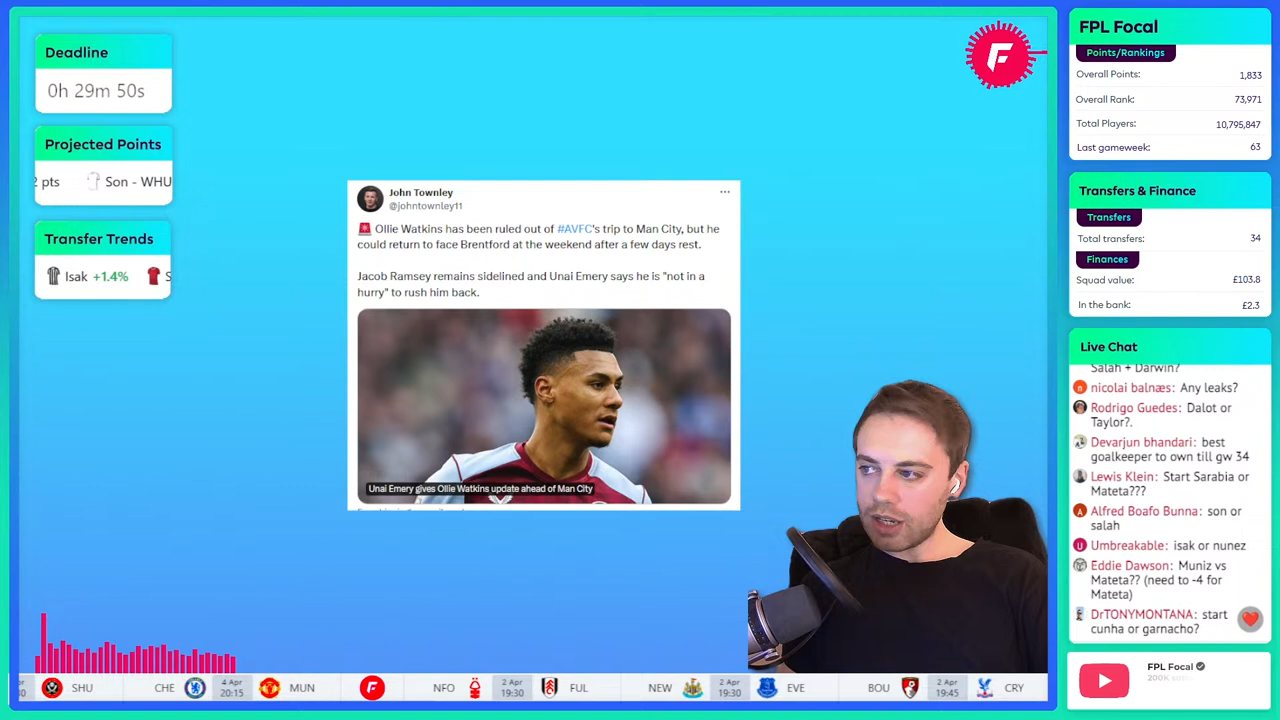 Deadline
0h 29m 50s
Projected Points
pts
Son - WHU
Transfer Trends
Isak +1.4%
John Townley
@johntownley11
🚨 Ollie Watkins has been ruled out of #AVFC's trip to Man City, but he
could return to face Brentford at the weekend after a few days rest.
Jacob Ramsey remains sidelined and Unai Emery says he is "not in a
hurry" to rush him back.
Unai Emery gives Ollie Watkins update ahead of Man City
F
FPL Focal
Points/Rankings
Overall Points: 1,833
Overall Rank: 73,971
Total Players: 10,795,847
Last gameweek: 63
Transfers & Finance
Transfers
Total transfers: 34
Finances
Squad value: £103.8
In the bank: £2.3
Live Chat
Salah + Darwin?
nicolai balnæs: Any leaks?
Rodrigo Guedes: Dalot or
Taylor?.
Devarjun bhandari: best
goalkeeper to own till gw 34
Lewis Klein: Start Sarabia or
Mateta???
Alfred Boafo Bunna: son or
salah
Umbreakable: isak or nunez
Eddie Dawson: Muniz vs
Mateta?? (need to -4 for
Mateta)
DrTONYMONTANA: start
cunha or garnacho?
FPL Focal
200K
SHU
CHE 4 Apr 20:15 MUN
F
NFO 2 Apr 19:30 FUL
NEW 2 Apr 19:30 EVE
BOU 2 Apr 19:45 CRY